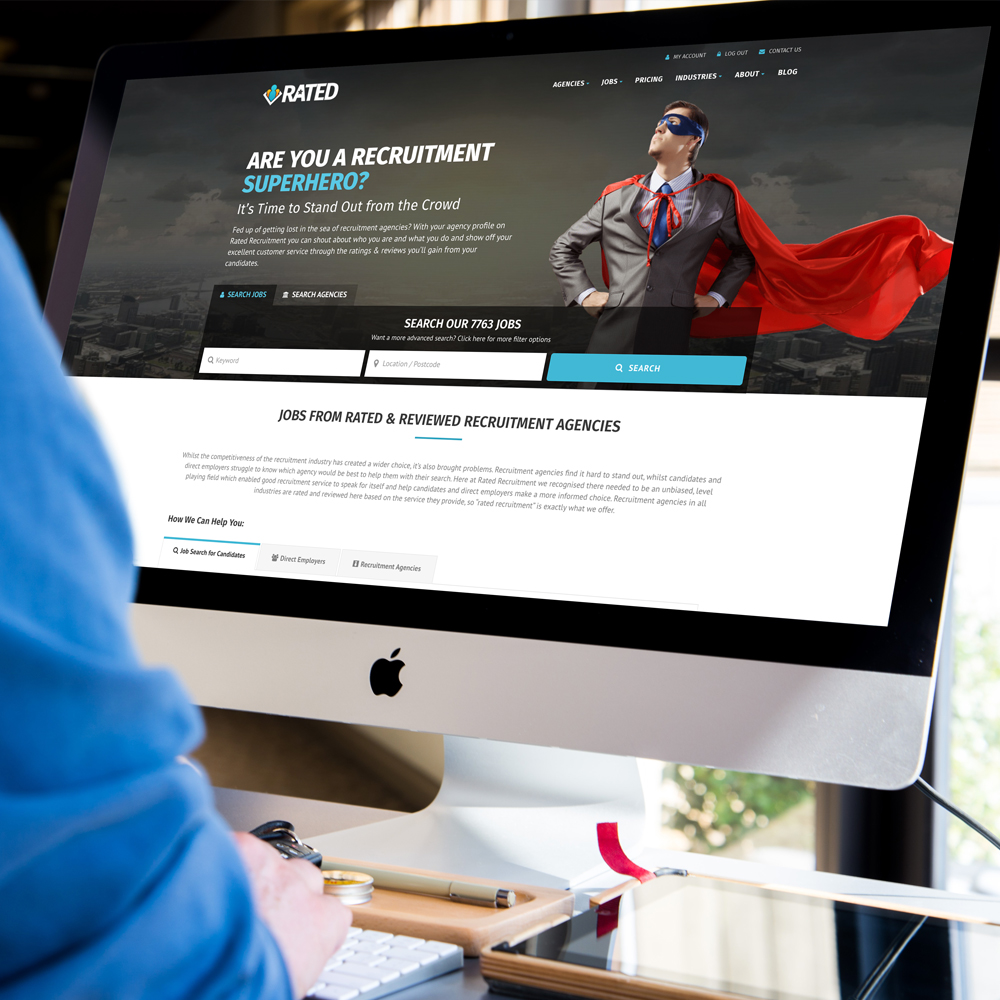 MY ACCOUNT LOG OUT CONTACT US
RATED
AGENCIES JOBS PRICING INDUSTRIES ABOUT BLOG
ARE YOU A RECRUITMENT
SUPERHERO?
It's Time to Stand Out from the Crowd
Fed up of getting lost in the sea of recruitment agencies? With your agency profile on
Rated Recruitment you can shout about who you are and what you do and show off your
excellent customer service through the ratings & reviews you'll gain from your
candidates.
SEARCH JOBS SEARCH AGENCIES
SEARCH OUR 7763 JOBS
Want a more advanced search? Click here for more filter options
Keyword Location / Postcode SEARCH
JOBS FROM RATED & REVIEWED RECRUITMENT AGENCIES
Whilst the competitiveness of the recruitment industry has created a wider choice, it's also brought problems. Recruitment agencies find it hard to stand out, whilst candidates and
direct employers struggle to know which agency would be best to help them with their search. Here at Rated Recruitment we recognised there needed to be an unbiased, level
playing field which enabled good recruitment service to speak for itself and help candidates and direct employers make a more informed choice. Recruitment agencies in all
industries are rated and reviewed here based on the service they provide, so "rated recruitment" is exactly what we offer.
How We Can Help You:
Job Search for Candidates Direct Employers Recruitment Agencies